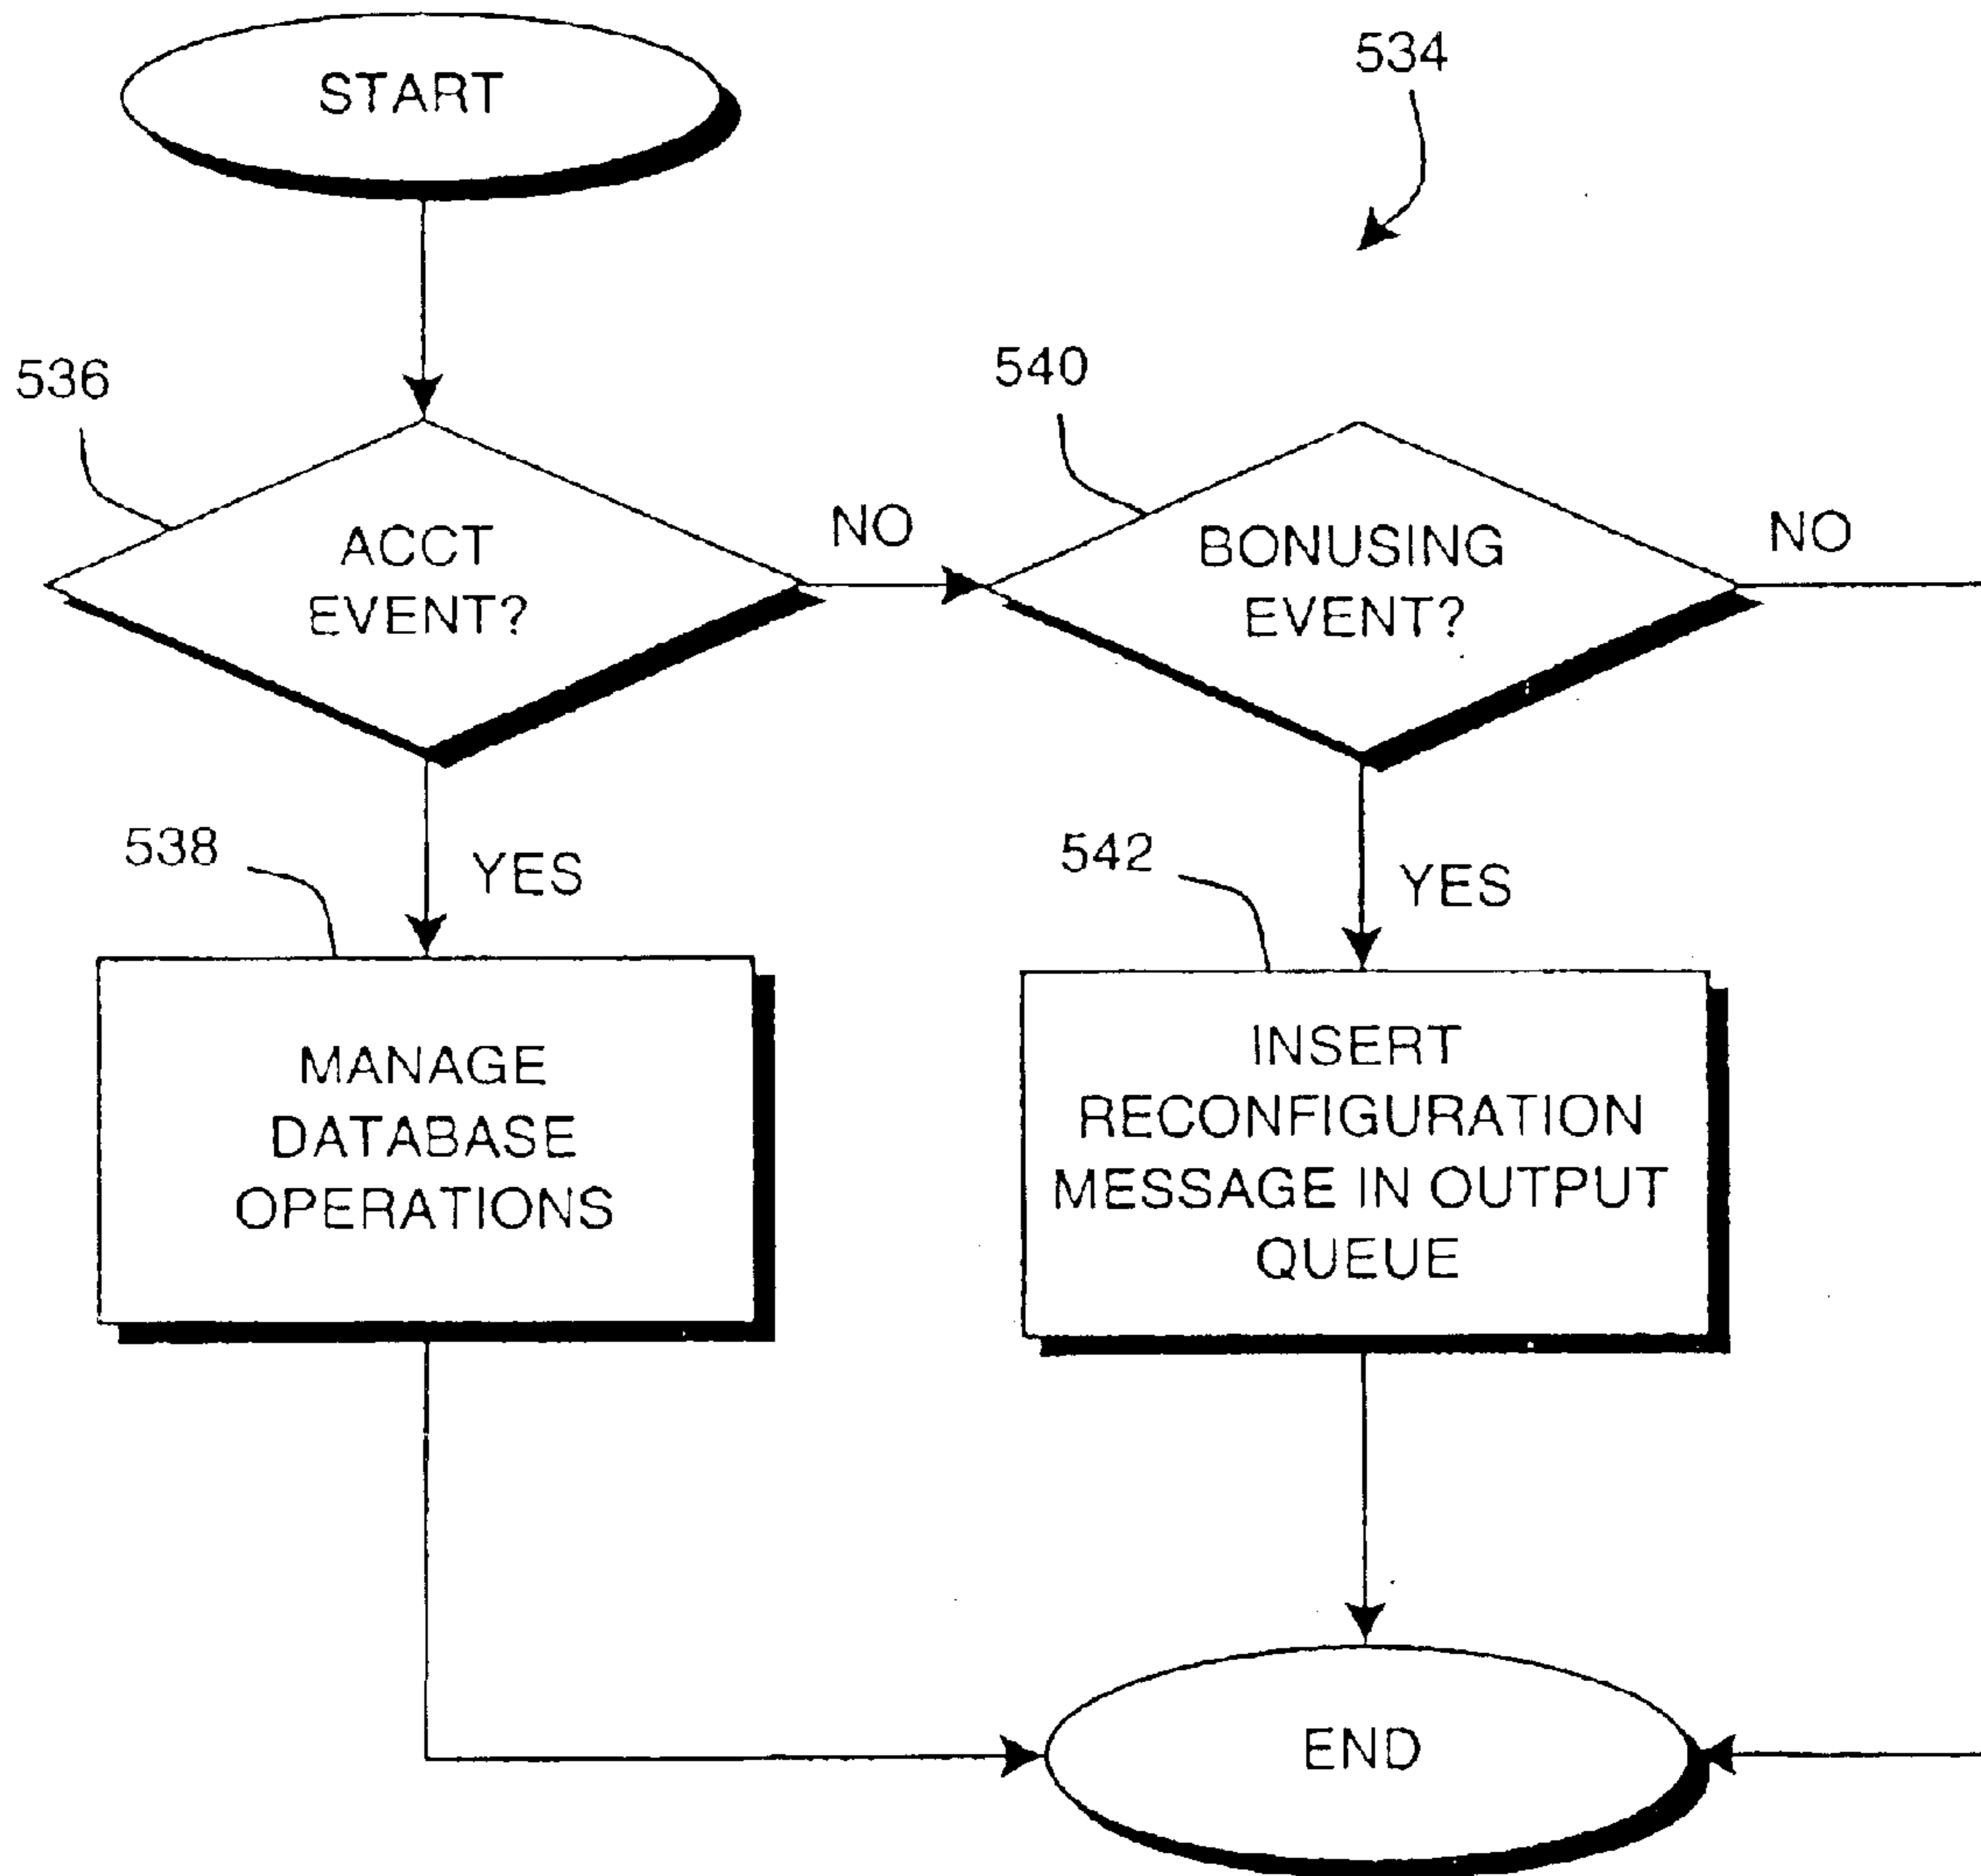 START
534
536
ACCT
EVENT?
NO
540
BONUSING
EVENT?
NO
538
YES
542
YES
MANAGE
DATABASE
OPERATIONS
INSERT
RECONFIGURATION
MESSAGE IN OUTPUT
QUEUE
END